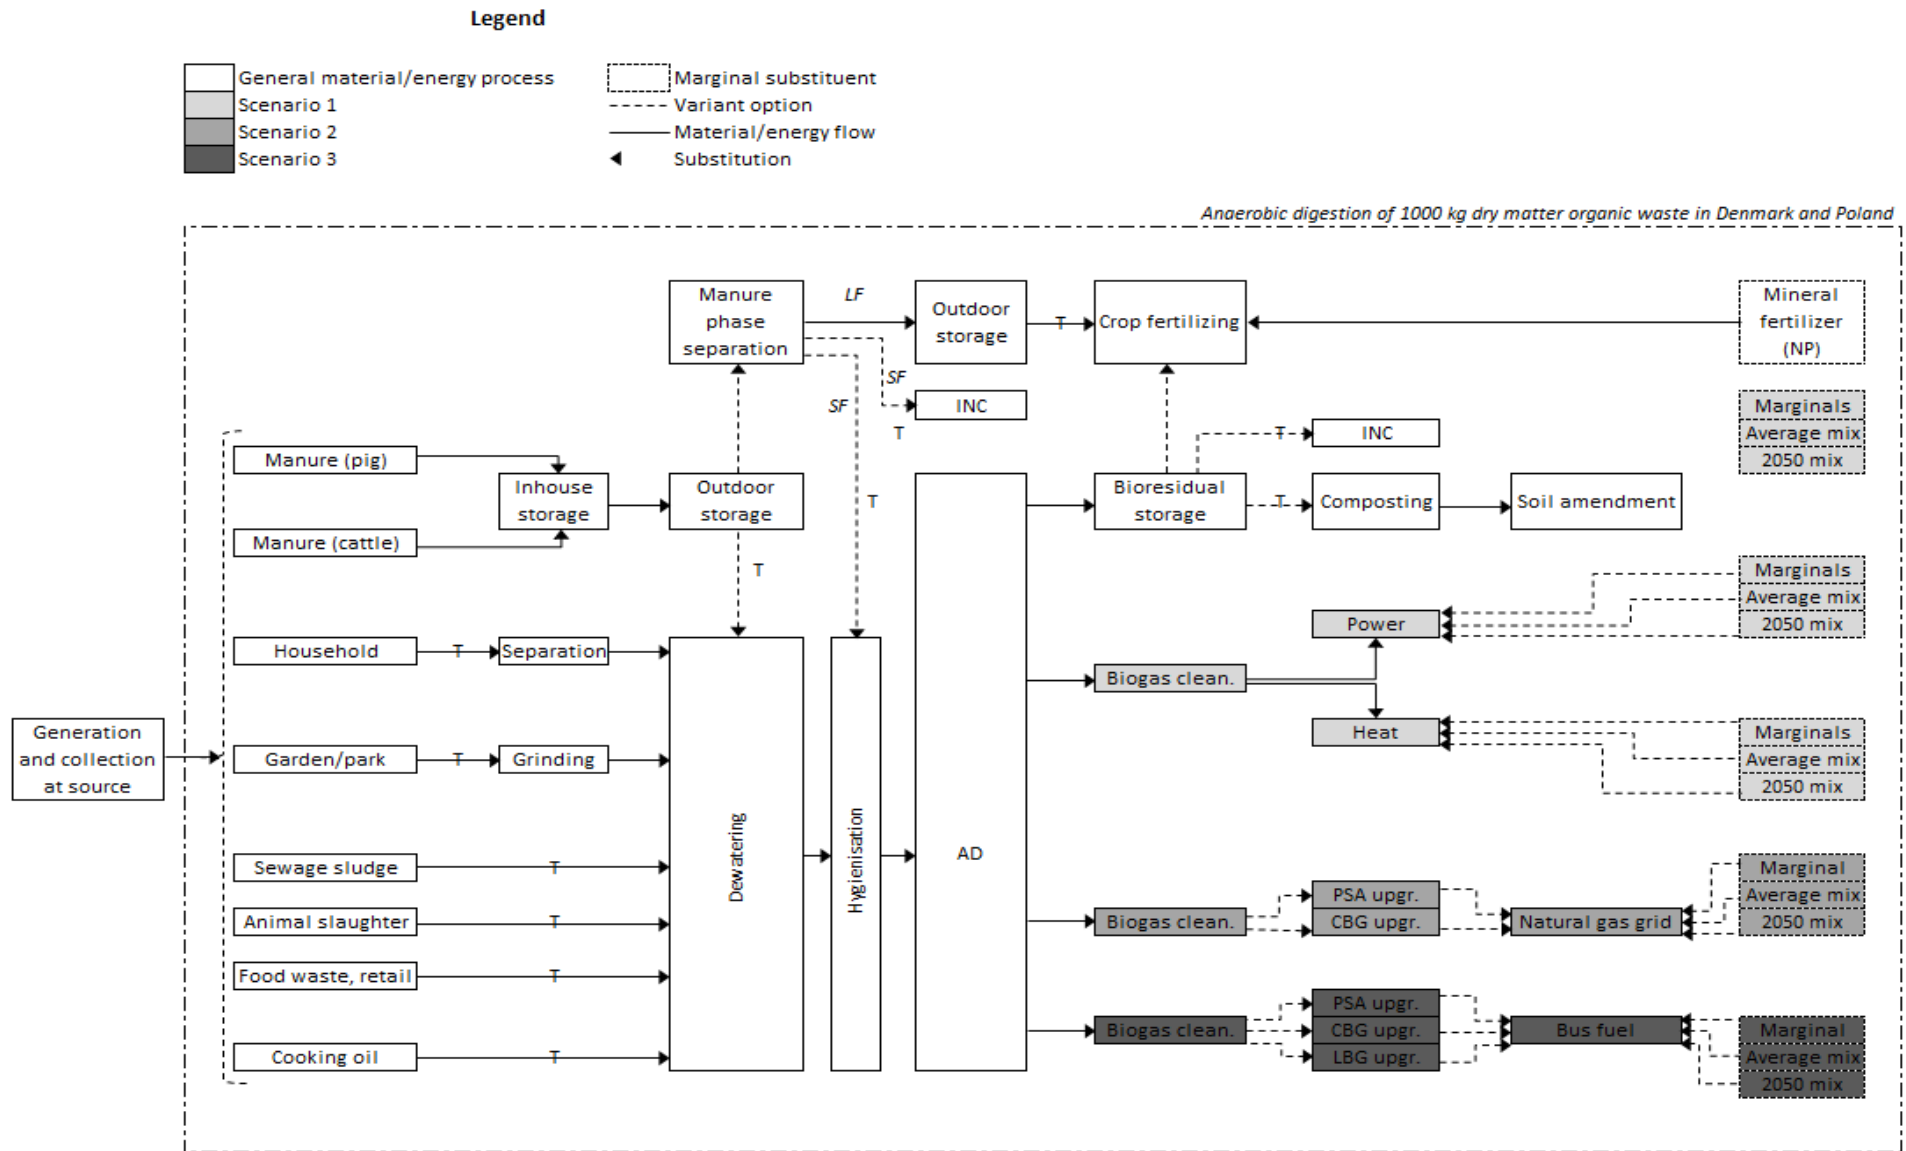 Legend
General material/energy process
Scenario 1
Scenario 2
Scenario 3
Marginal substituent
Variant option
Material/energy flow
Substitution
Anaerobic digestion of 1000 kg dry matter organic waste in Denmark and Poland
Generation
and collection
at source
Manure (pig)
Manure (cattle)
Household
Garden/park
Sewage sludge
Animal slaughter
Food waste, retail
Cooking oil
T
T
T
T
T
T
Inhouse
storage
Separation
Grinding
Manure
phase
separation
Outdoor
storage
T
Dewatering
LF
SF
SF
T
T
Hygienisation
Outdoor
storage
INC
AD
T
Crop fertilizing
Bioresidual
storage
T
T
INC
Composting
Soil amendment
Biogas clean.
Power
Heat
Biogas clean.
PSA upgr.
CBG upgr.
Natural gas grid
Biogas clean.
PSA upgr.
CBG upgr.
LBG upgr.
Bus fuel
Mineral
fertilizer
(NP)
Marginals
Average mix
2050 mix
Marginals
Average mix
2050 mix
Marginals
Average mix
2050 mix
Marginal
Average mix
2050 mix
Marginal
Average mix
2050 mix